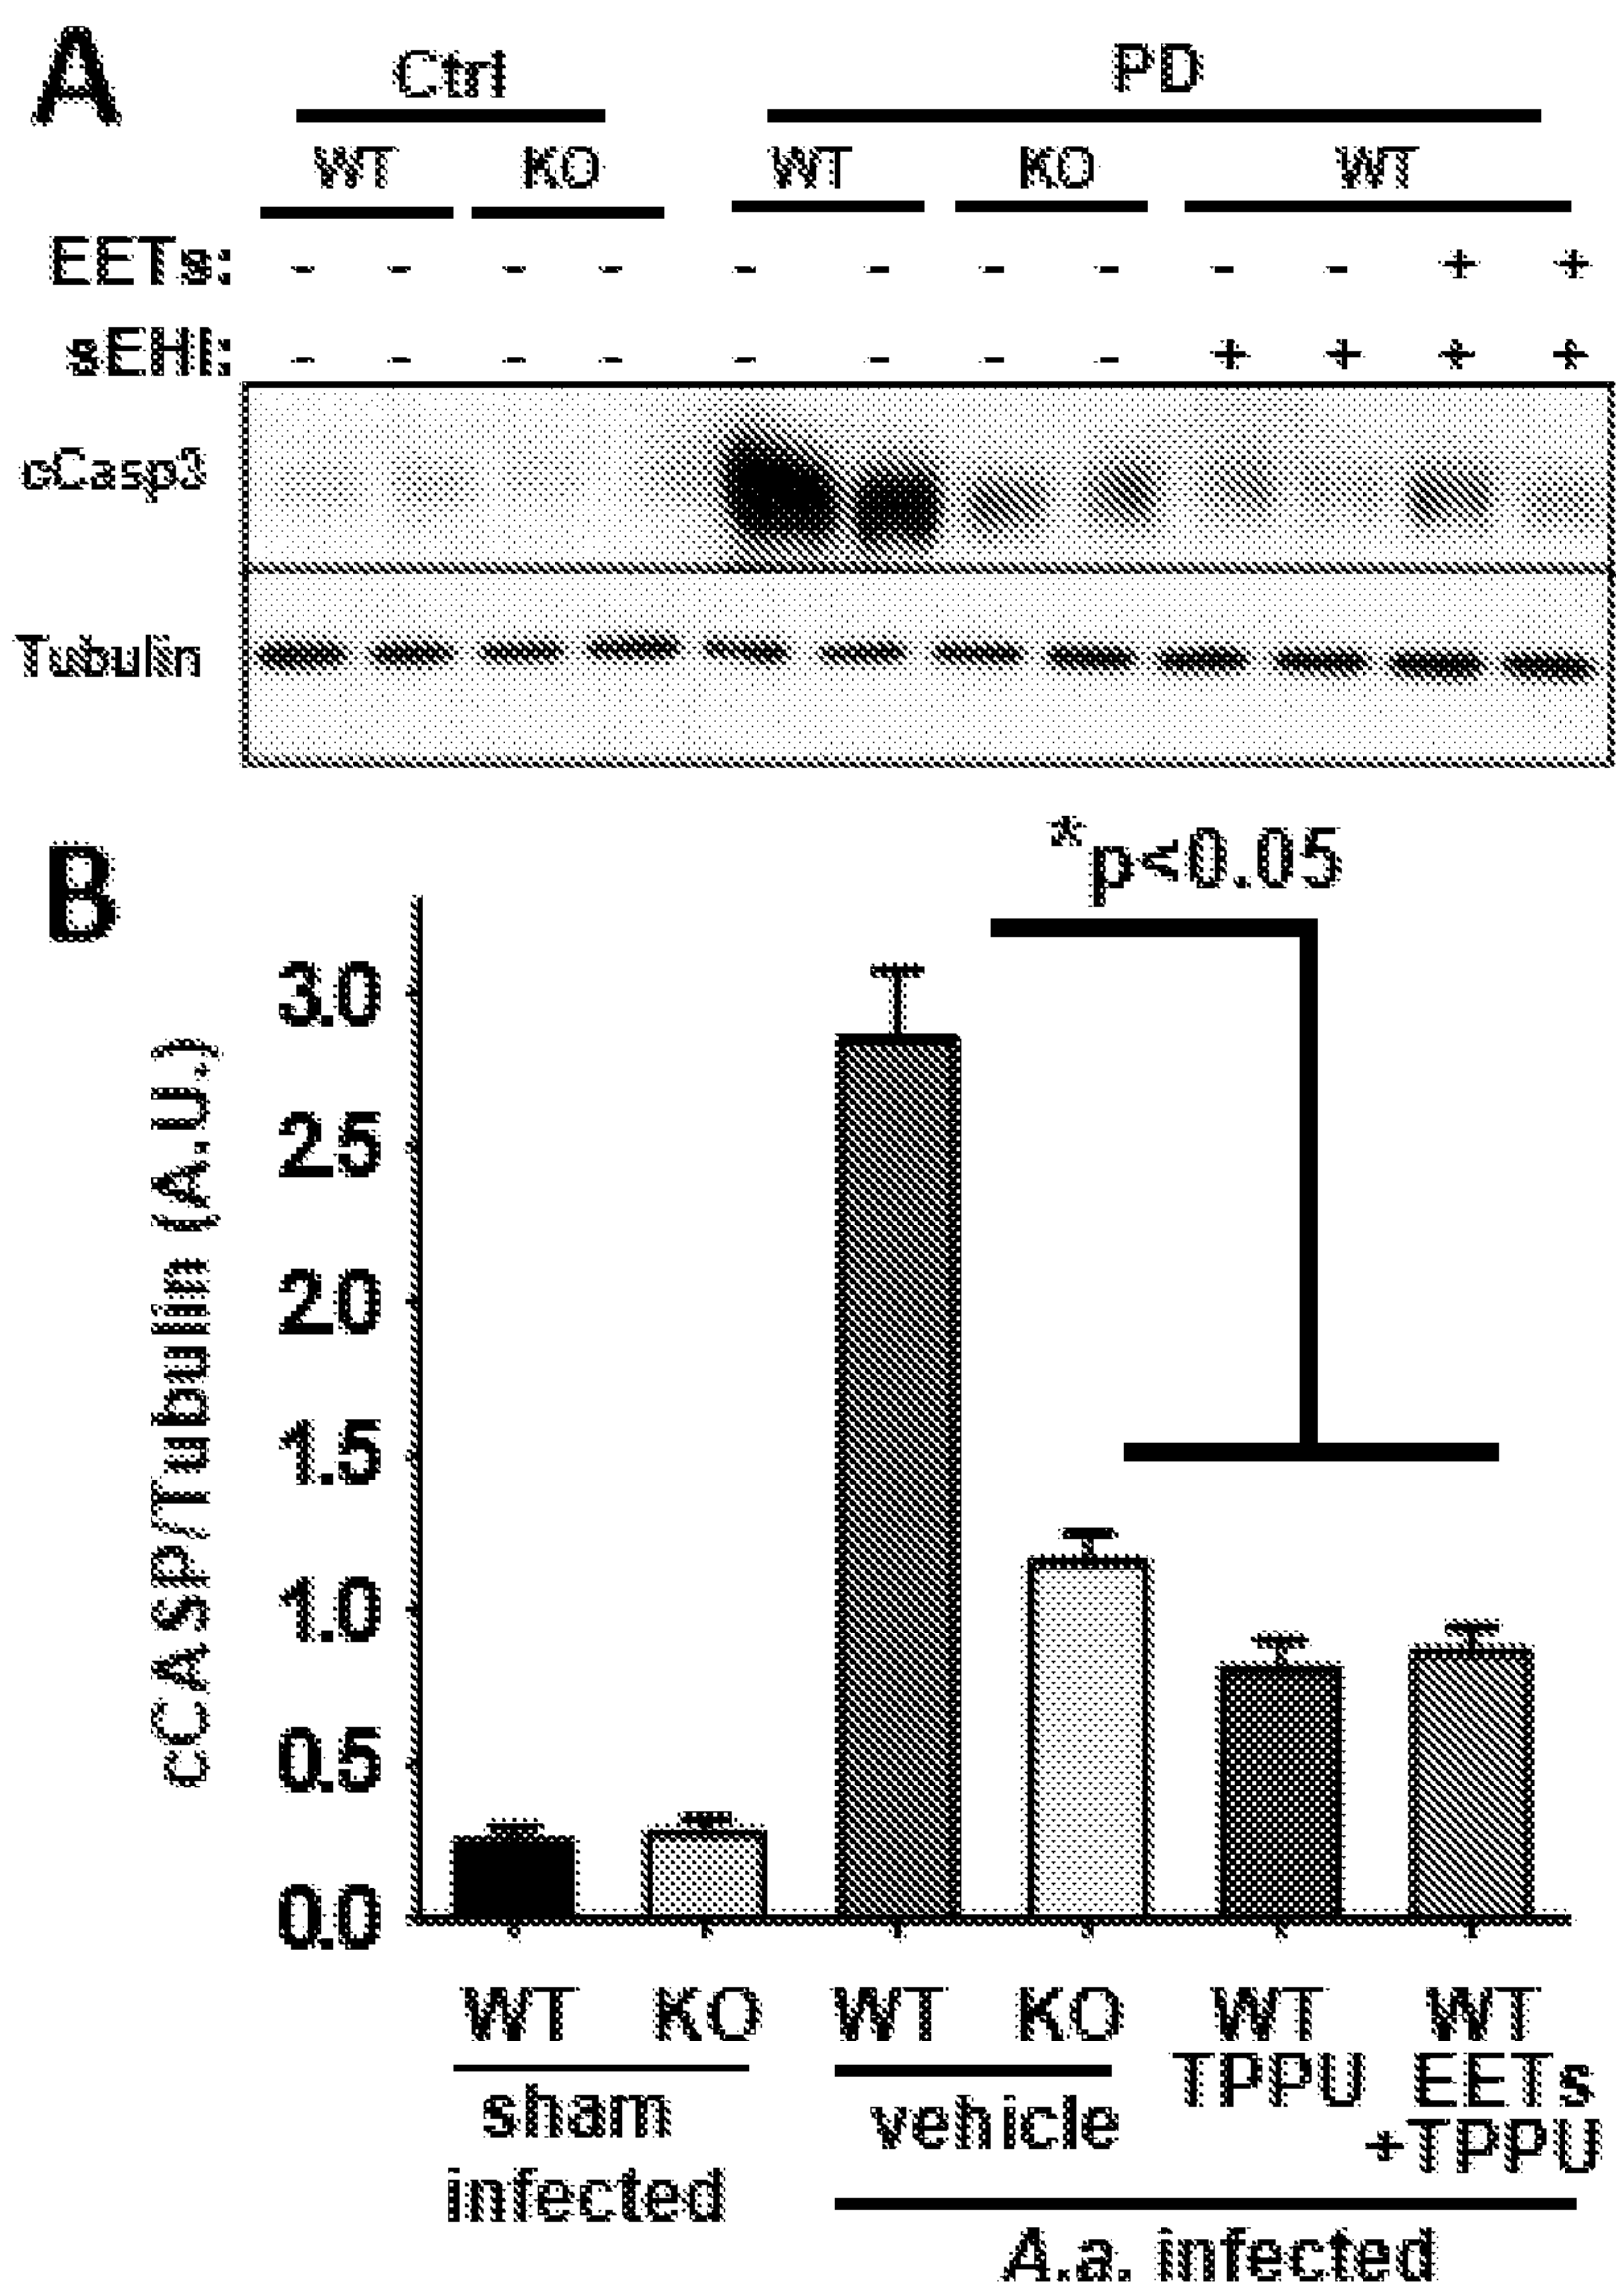 A
Ctrl PD
WT KO WT KO WT
EETs: - - - - - - - - - - + +
sEHI: - - - - - - - - + + + +
cCasp3
Tubulin
B
*p<0.05
cCASP/Tubulin (A.U.)
3.0
2.5
2.0
1.5
1.0
0.5
0.0
WT KO WT KO WT WT
TPPU EETs
+TPPU
sham vehicle
infected
A.a. infected